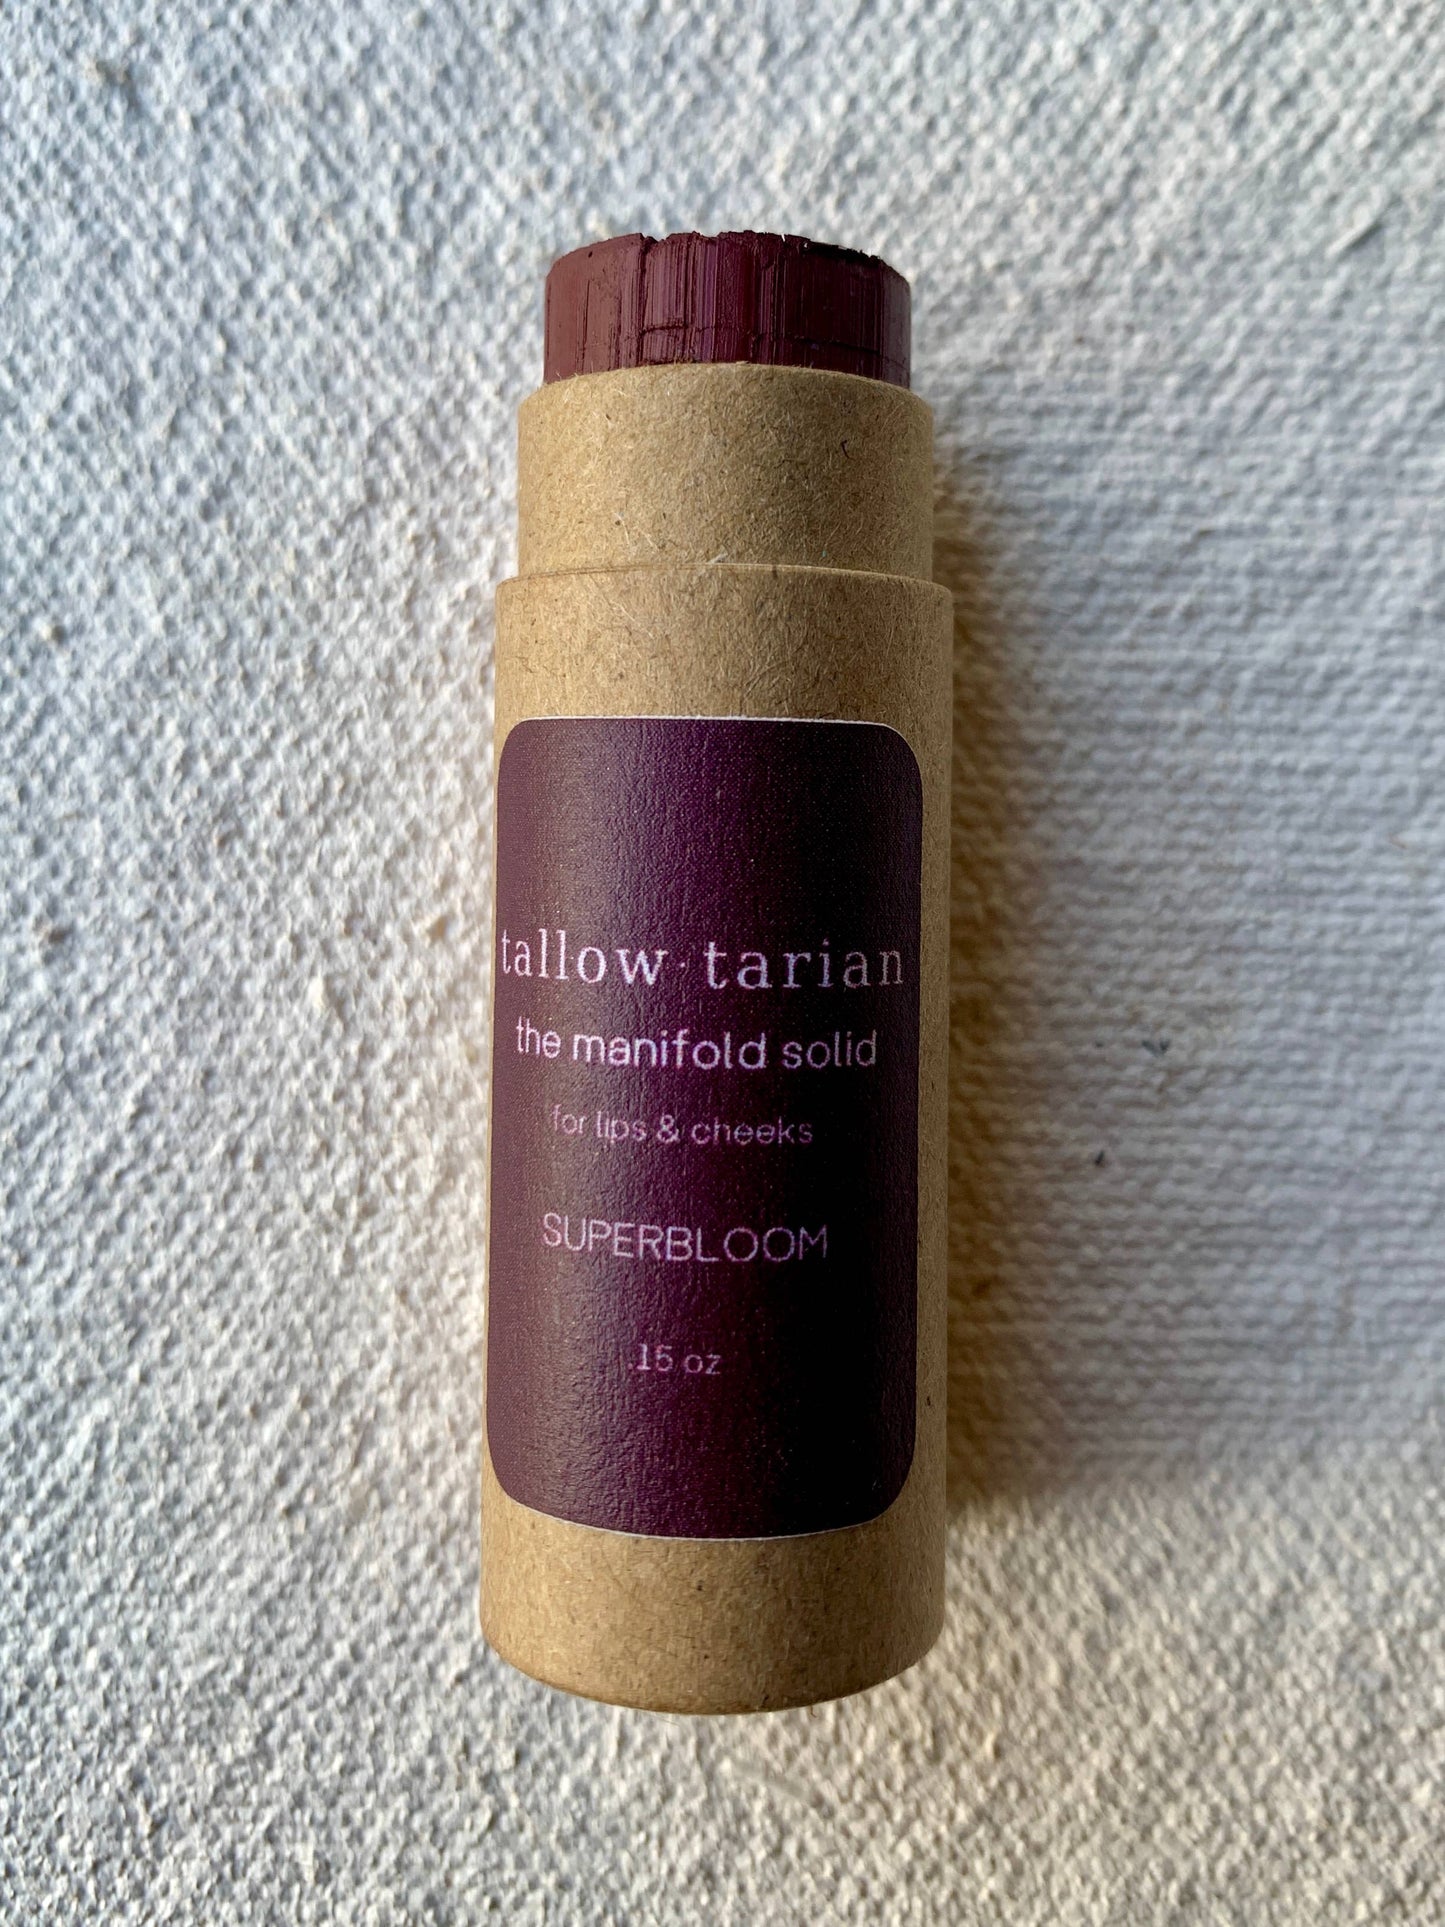 tallow·tarian
the manifold solid
for lips & cheeks
SUPERBLOOM
.15 oz